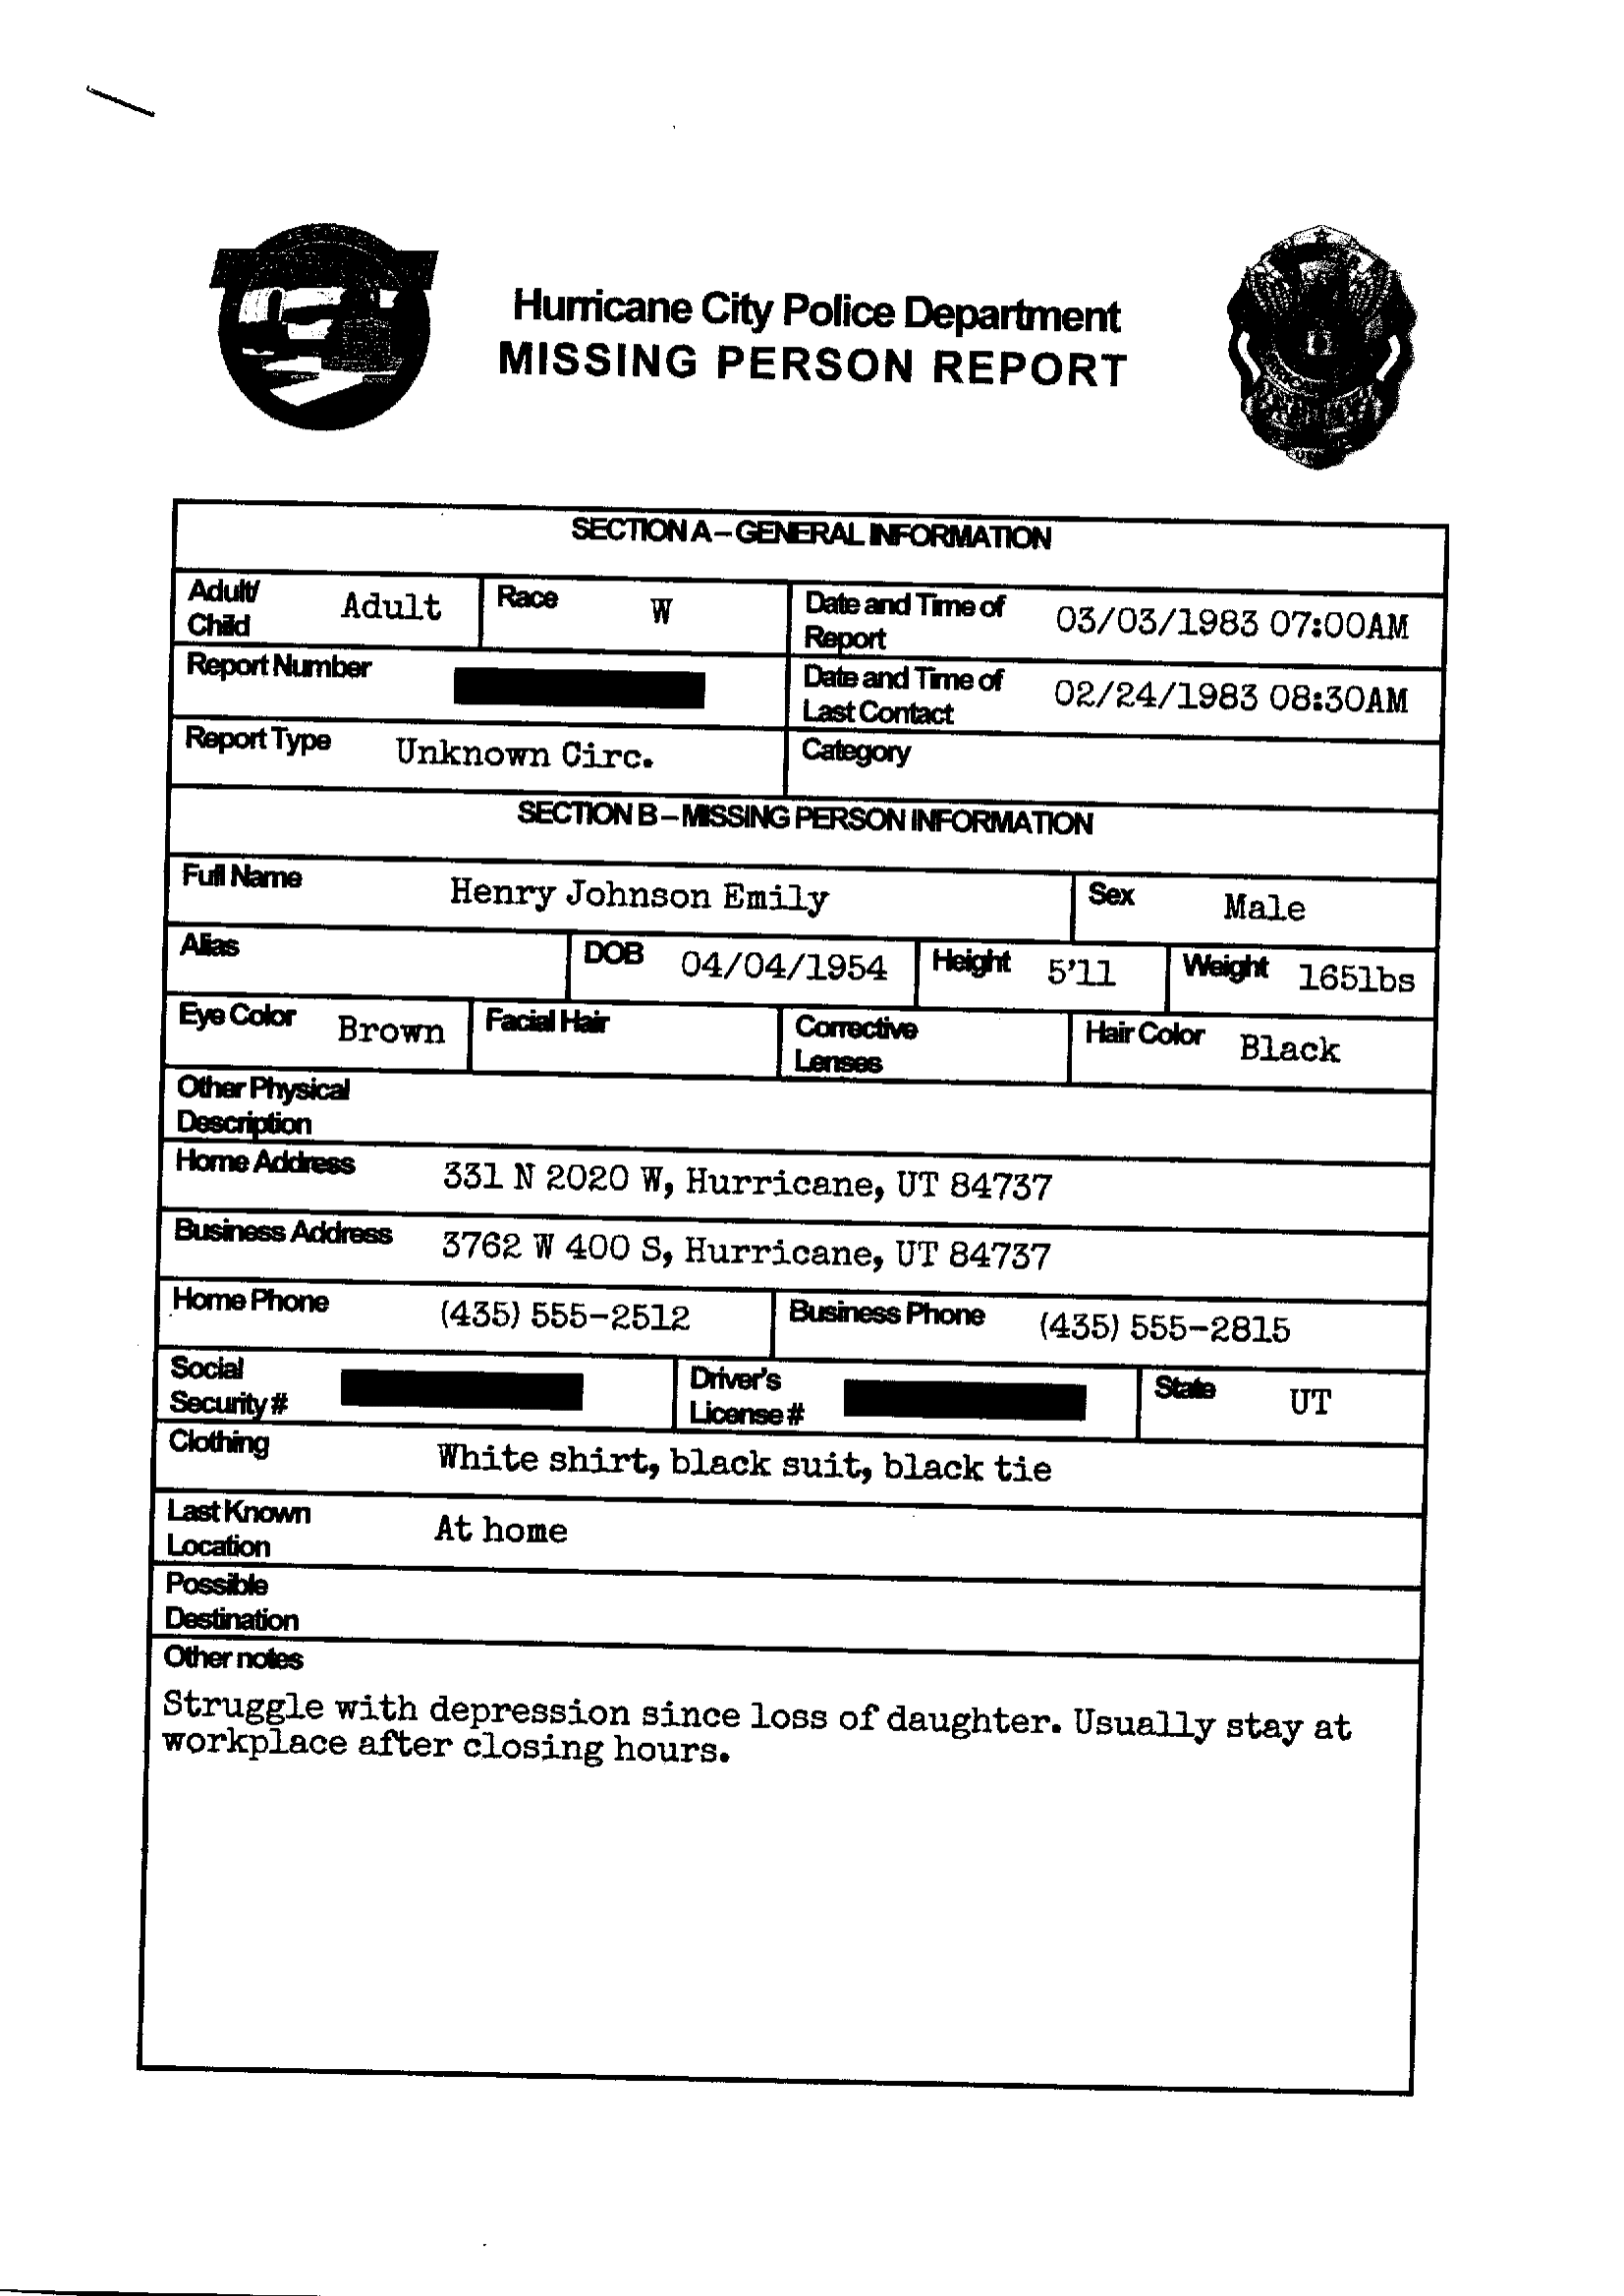 Hurricane City Police Department
MISSING PERSON REPORT
SECTION A – GENERAL INFORMATION
Adult/ Child Adult Race W Date and Time of Report 03/03/1983 07:00AM
Report Number Date and Time of Last Contact 02/24/1983 08:30AM
Report Type Unknown Circ. Category
SECTION B – MISSING PERSON INFORMATION
Full Name Henry Johnson Emily Sex Male
Alias DOB 04/04/1954 Height 5'11 Weight 165lbs
Eye Color Brown Facial Hair Corrective Lenses Hair Color Black
Other Physical Description
Home Address 331 N 2020 W, Hurricane, UT 84737
Business Address 3762 W 400 S, Hurricane, UT 84737
Home Phone (435) 555-2512 Business Phone (435) 555-2815
Social Security # Driver's License # State UT
Clothing White shirt, black suit, black tie
Last Known Location At home
Possible Destination
Other notes
Struggle with depression since loss of daughter. Usually stay at
workplace after closing hours.